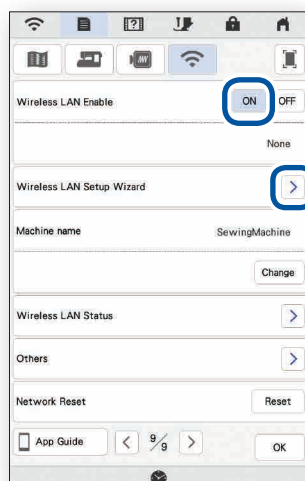 Wireless LAN Enable ON OFF
None
Wireless LAN Setup Wizard >
Machine name SewingMachine
Change
Wireless LAN Status >
Others >
Network Reset Reset
App Guide < 9/9 > OK